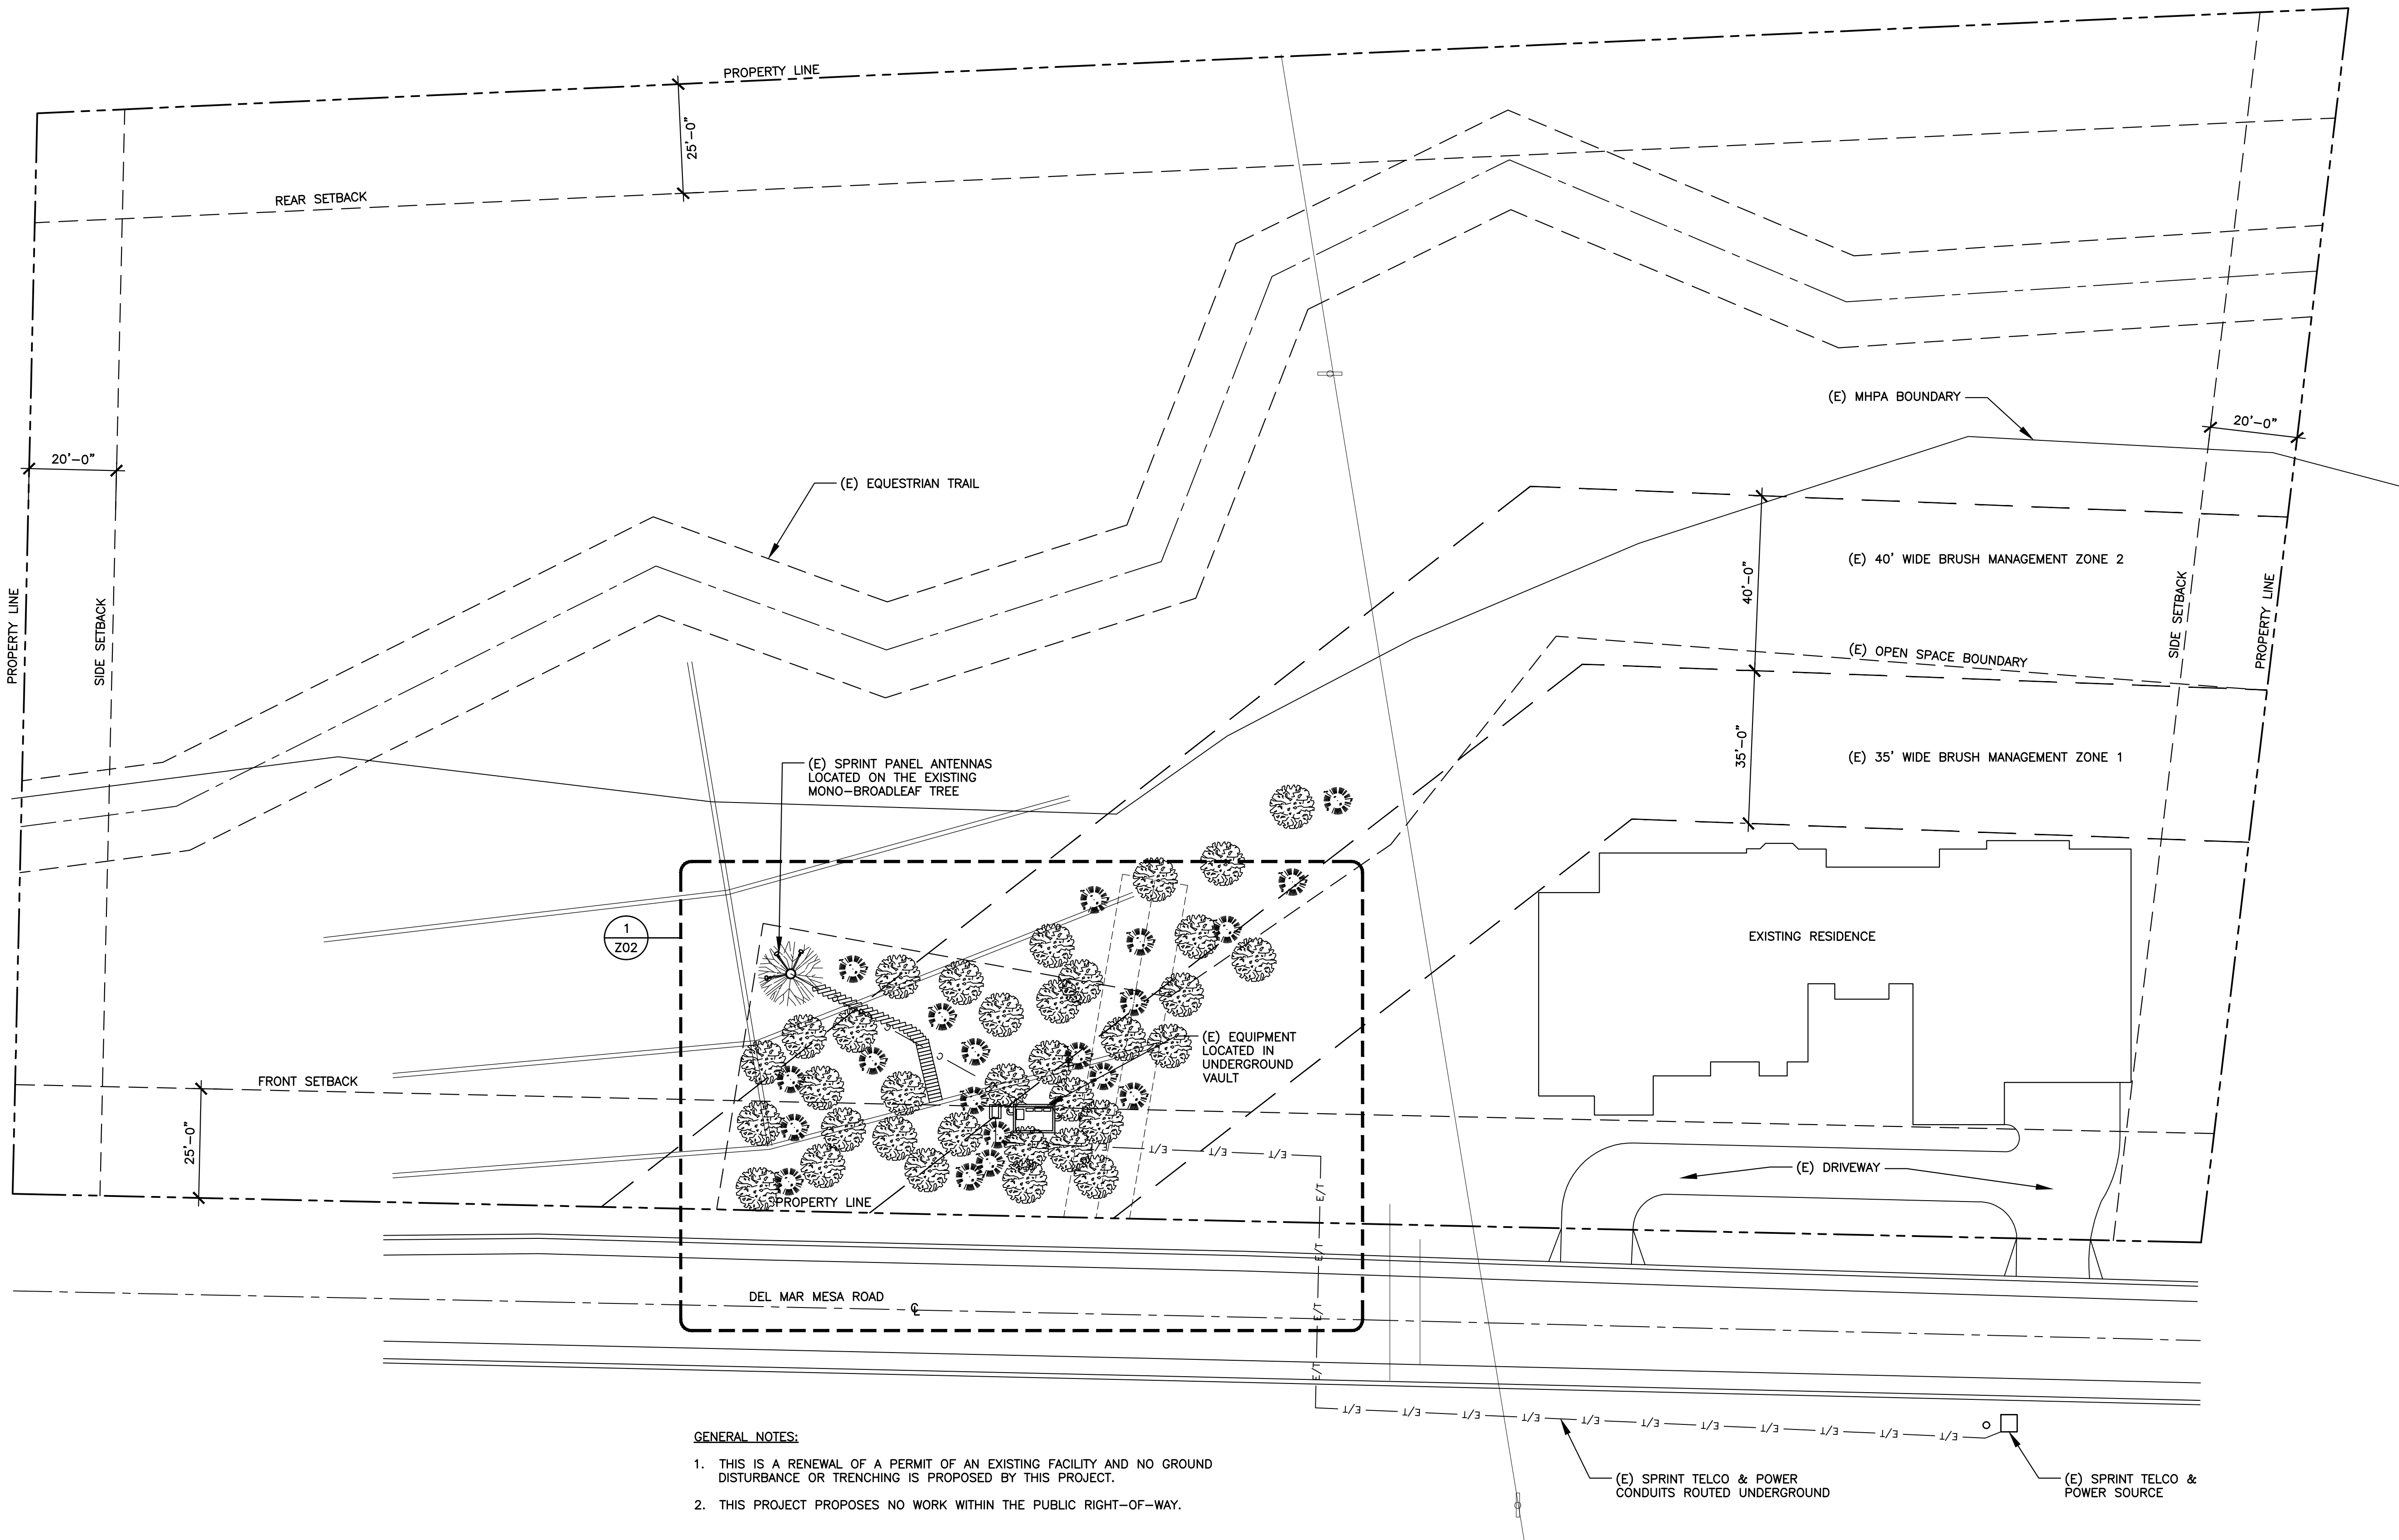 PROPERTY LINE
25'-0"
REAR SETBACK
(E) MHPA BOUNDARY
20'-0"
20'-0"
(E) EQUESTRIAN TRAIL
40'-0"
(E) 40' WIDE BRUSH MANAGEMENT ZONE 2
PROPERTY LINE
SIDE SETBACK
SIDE SETBACK
PROPERTY LINE
(E) OPEN SPACE BOUNDARY
35'-0"
(E) 35' WIDE BRUSH MANAGEMENT ZONE 1
(E) SPRINT PANEL ANTENNAS
LOCATED ON THE EXISTING
MONO-BROADLEAF TREE
1
Z02
EXISTING RESIDENCE
(E) EQUIPMENT
LOCATED IN
UNDERGROUND
VAULT
FRONT SETBACK
25'-0"
E/T
E/T
E/T
(E) DRIVEWAY
E/T
PROPERTY LINE
E/T
DEL MAR MESA ROAD
℄
E/T
E/T
E/T
E/T
E/T
E/T
E/T
E/T
E/T
E/T
E/T
E/T
E/T
GENERAL NOTES:
1. THIS IS A RENEWAL OF A PERMIT OF AN EXISTING FACILITY AND NO GROUND
DISTURBANCE OR TRENCHING IS PROPOSED BY THIS PROJECT.
2. THIS PROJECT PROPOSES NO WORK WITHIN THE PUBLIC RIGHT-OF-WAY.
(E) SPRINT TELCO & POWER
CONDUITS ROUTED UNDERGROUND
(E) SPRINT TELCO &
POWER SOURCE